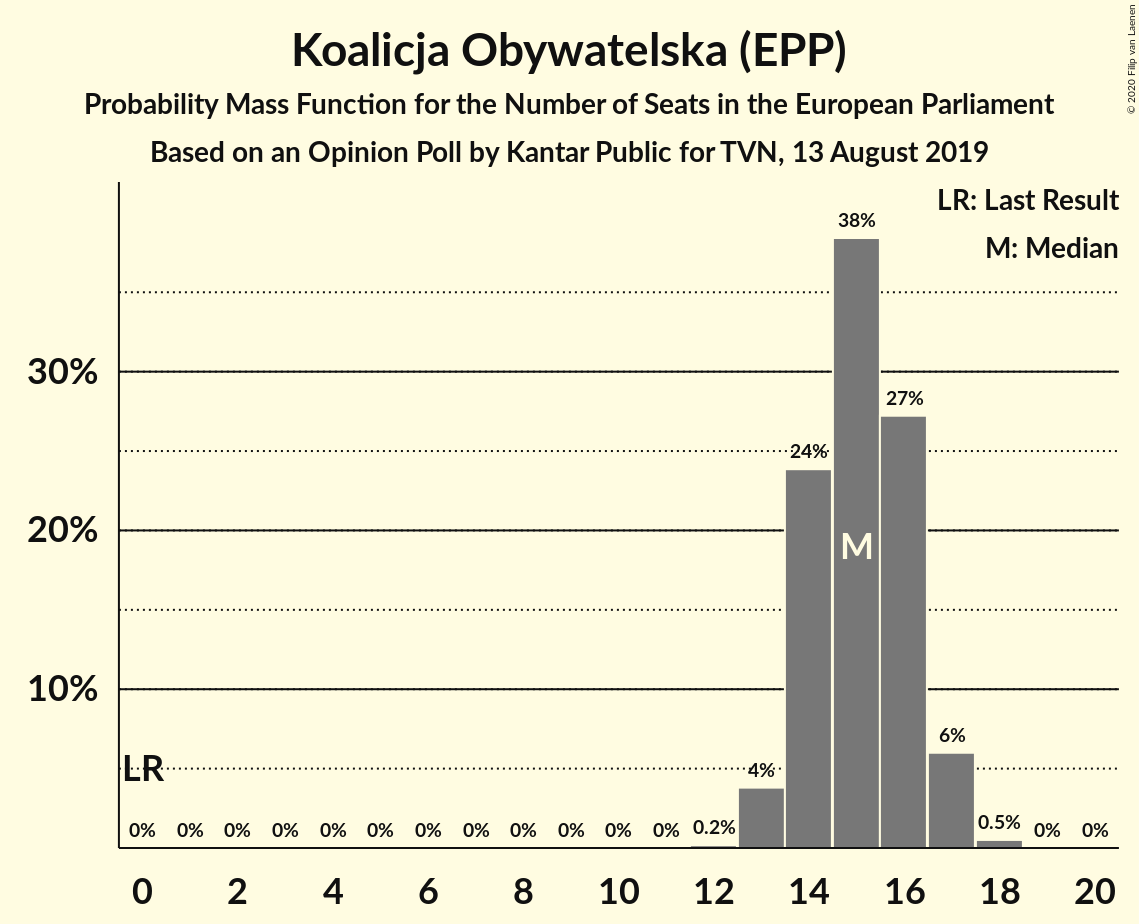 Koalicja Obywatelska (EPP)
Probability Mass Function for the Number of Seats in the European Parliament
Based on an Opinion Poll by Kantar Public for TVN, 13 August 2019
© 2020 Filip van Laenen
LR: Last Result
M: Median
38%
30%
27%
24%
20%
M
10%
6%
LR
4%
0% 0% 0% 0% 0% 0% 0% 0% 0% 0% 0% 0% 0.2% 0.5% 0% 0%
0 2 4 6 8 10 12 14 16 18 20